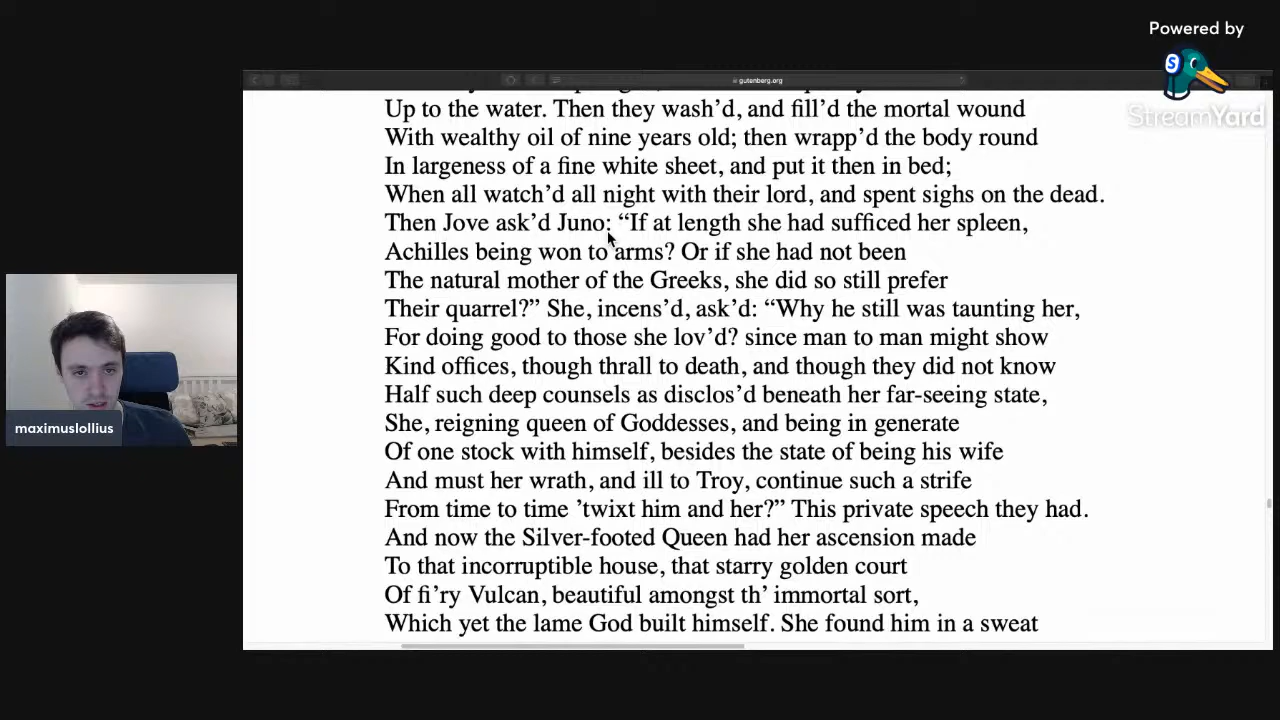 Powered by
StreamYard
gutenberg.org
Up to the water. Then they wash’d, and fill’d the mortal wound
With wealthy oil of nine years old; then wrapp’d the body round
In largeness of a fine white sheet, and put it then in bed;
When all watch’d all night with their lord, and spent sighs on the dead.
Then Jove ask’d Juno: “If at length she had sufficed her spleen,
Achilles being won to arms? Or if she had not been
The natural mother of the Greeks, she did so still prefer
Their quarrel?” She, incens’d, ask’d: “Why he still was taunting her,
For doing good to those she lov’d? since man to man might show
Kind offices, though thrall to death, and though they did not know
Half such deep counsels as disclos’d beneath her far-seeing state,
She, reigning queen of Goddesses, and being in generate
Of one stock with himself, besides the state of being his wife
And must her wrath, and ill to Troy, continue such a strife
From time to time ’twixt him and her?” This private speech they had.
And now the Silver-footed Queen had her ascension made
To that incorruptible house, that starry golden court
Of fi’ry Vulcan, beautiful amongst th’ immortal sort,
Which yet the lame God built himself. She found him in a sweat
maximuslollius